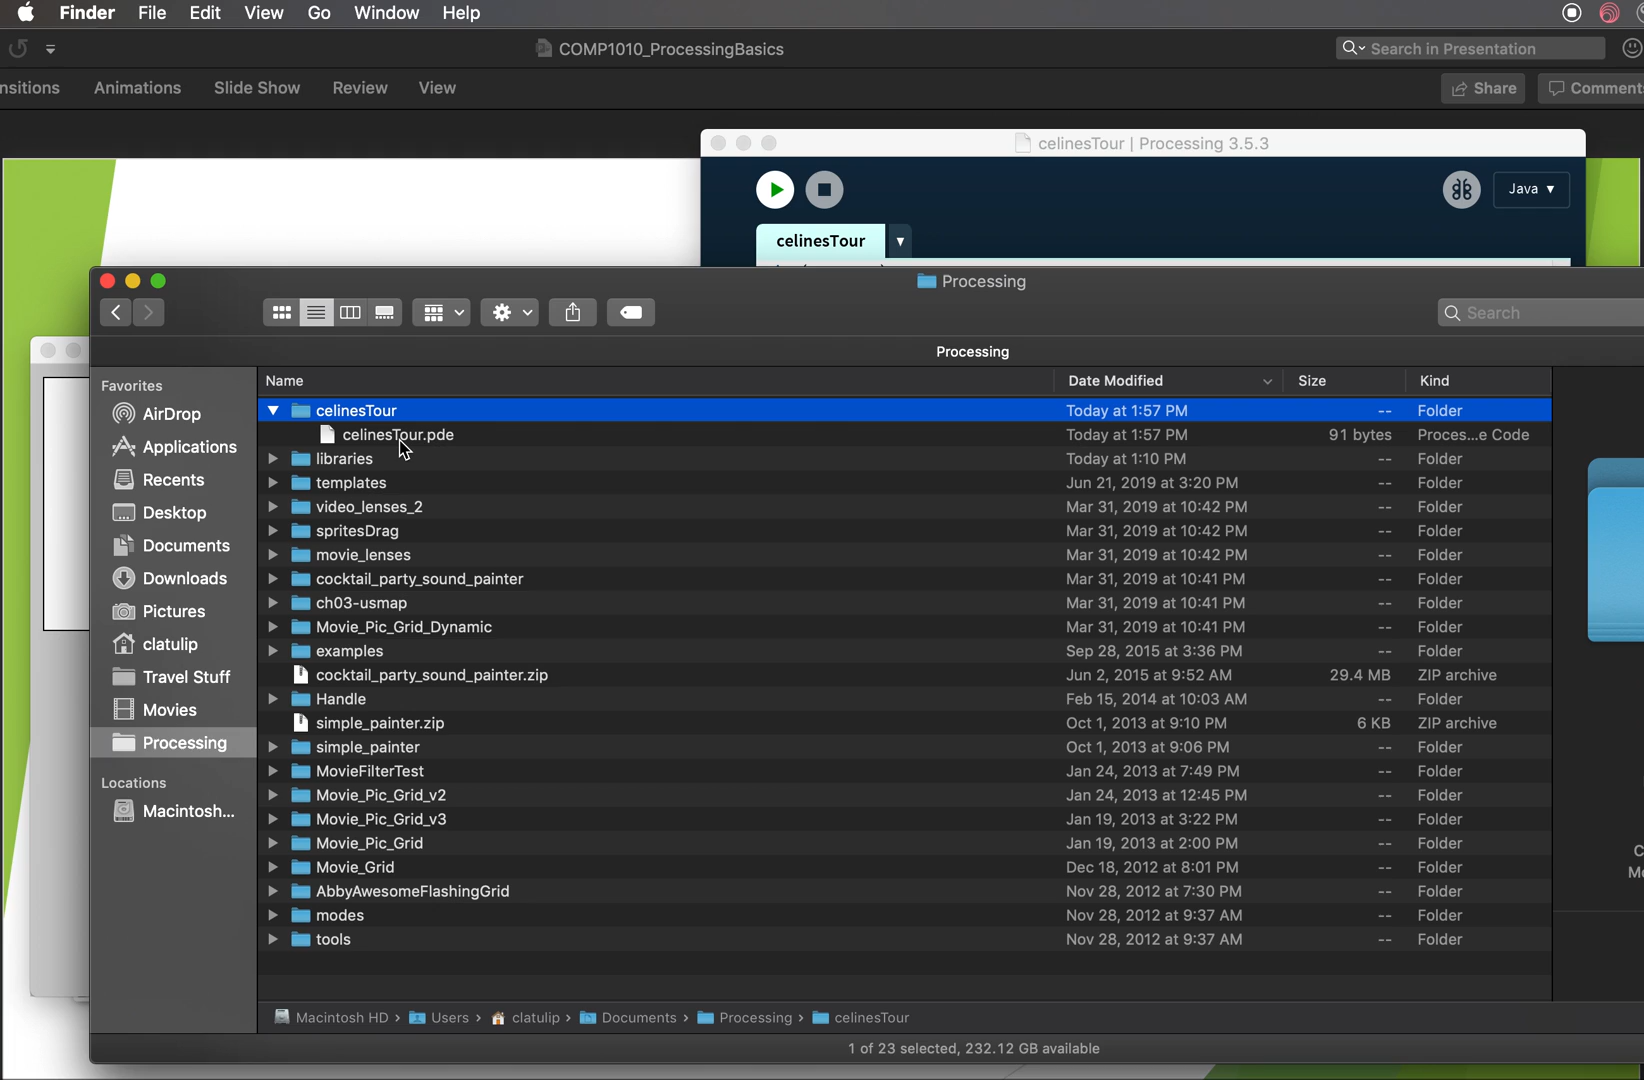 Finder File Edit View Go Window Help
COMP1010_ProcessingBasics
Search in Presentation
nsitions Animations Slide Show Review View
Share Comment
celinesTour | Processing 3.5.3
Java ▼
celinesTour ▼
Processing
Search
Processing
Favorites
AirDrop
Applications
Recents
Desktop
Documents
Downloads
Pictures
clatulip
Travel Stuff
Movies
Processing
Locations
Macintosh...
Name Date Modified Size Kind
celinesTour Today at 1:57 PM -- Folder
celinesTour.pde Today at 1:57 PM 91 bytes Proces...e Code
libraries Today at 1:10 PM -- Folder
templates Jun 21, 2019 at 3:20 PM -- Folder
video_lenses_2 Mar 31, 2019 at 10:42 PM -- Folder
spritesDrag Mar 31, 2019 at 10:42 PM -- Folder
movie_lenses Mar 31, 2019 at 10:42 PM -- Folder
cocktail_party_sound_painter Mar 31, 2019 at 10:41 PM -- Folder
ch03-usmap Mar 31, 2019 at 10:41 PM -- Folder
Movie_Pic_Grid_Dynamic Mar 31, 2019 at 10:41 PM -- Folder
examples Sep 28, 2015 at 3:36 PM -- Folder
cocktail_party_sound_painter.zip Jun 2, 2015 at 9:52 AM 29.4 MB ZIP archive
Handle Feb 15, 2014 at 10:03 AM -- Folder
simple_painter.zip Oct 1, 2013 at 9:10 PM 6 KB ZIP archive
simple_painter Oct 1, 2013 at 9:06 PM -- Folder
MovieFilterTest Jan 24, 2013 at 7:49 PM -- Folder
Movie_Pic_Grid_v2 Jan 24, 2013 at 12:45 PM -- Folder
Movie_Pic_Grid_v3 Jan 19, 2013 at 3:22 PM -- Folder
Movie_Pic_Grid Jan 19, 2013 at 2:00 PM -- Folder
Movie_Grid Dec 18, 2012 at 8:01 PM -- Folder
AbbyAwesomeFlashingGrid Nov 28, 2012 at 7:30 PM -- Folder
modes Nov 28, 2012 at 9:37 AM -- Folder
tools Nov 28, 2012 at 9:37 AM -- Folder
Macintosh HD › Users › clatulip › Documents › Processing › celinesTour
1 of 23 selected, 232.12 GB available